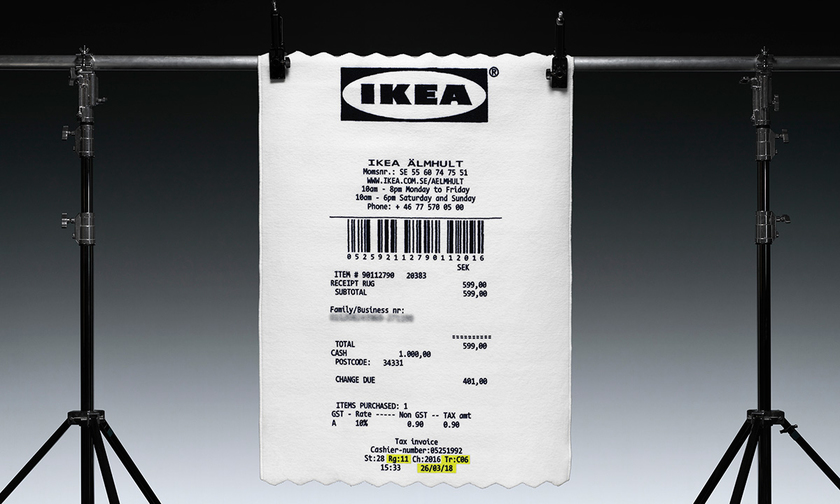 IKEA®
IKEA ÄLMHULT
Momsnr.: SE 55 60 74 75 51
WWW.IKEA.COM.SE/AELMHULT
10am - 8pm Monday to Friday
10am - 6pm Saturday and Sunday
Phone: + 46 77 570 05 00
052592112790112016
SEK
ITEM # 90112790 20383
RECEIPT RUG 599,00
SUBTOTAL 599,00
Family/Business nr:
==========
TOTAL 599,00
CASH 1.000,00
POSTCODE: 34331
CHANGE DUE 401,00
ITEMS PURCHASED: 1
GST - Rate ----- Non GST -- TAX amt
A 10% 0.90 0.90
Tax invoice
Cashier-number:05251992
St:28 Rg:11 Ch:2016 Tr:C06
15:33 26/03/18